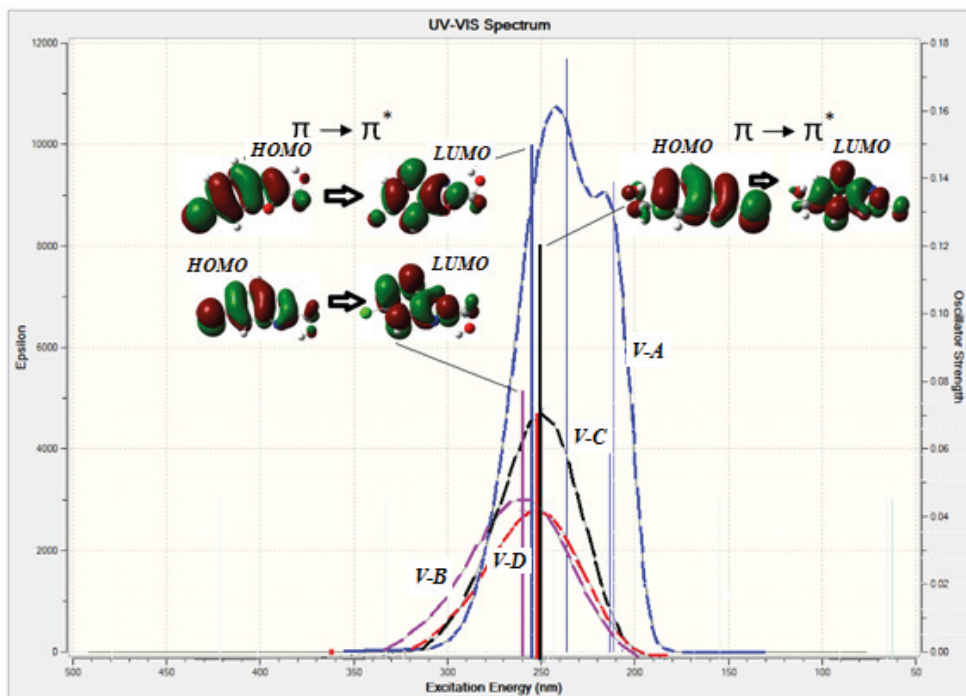 UV-VIS Spectrum
12000
10000
8000
6000
4000
2000
0
Epsilon
0.18
0.16
0.14
0.12
0.10
0.08
0.06
0.04
0.02
0.00
Oscillator Strength
π → π*
HOMO
LUMO
HOMO
LUMO
π → π*
HOMO
LUMO
V-A
V-C
V-D
V-B
500
450
400
350
300
250
200
150
100
50
Excitation Energy (nm)